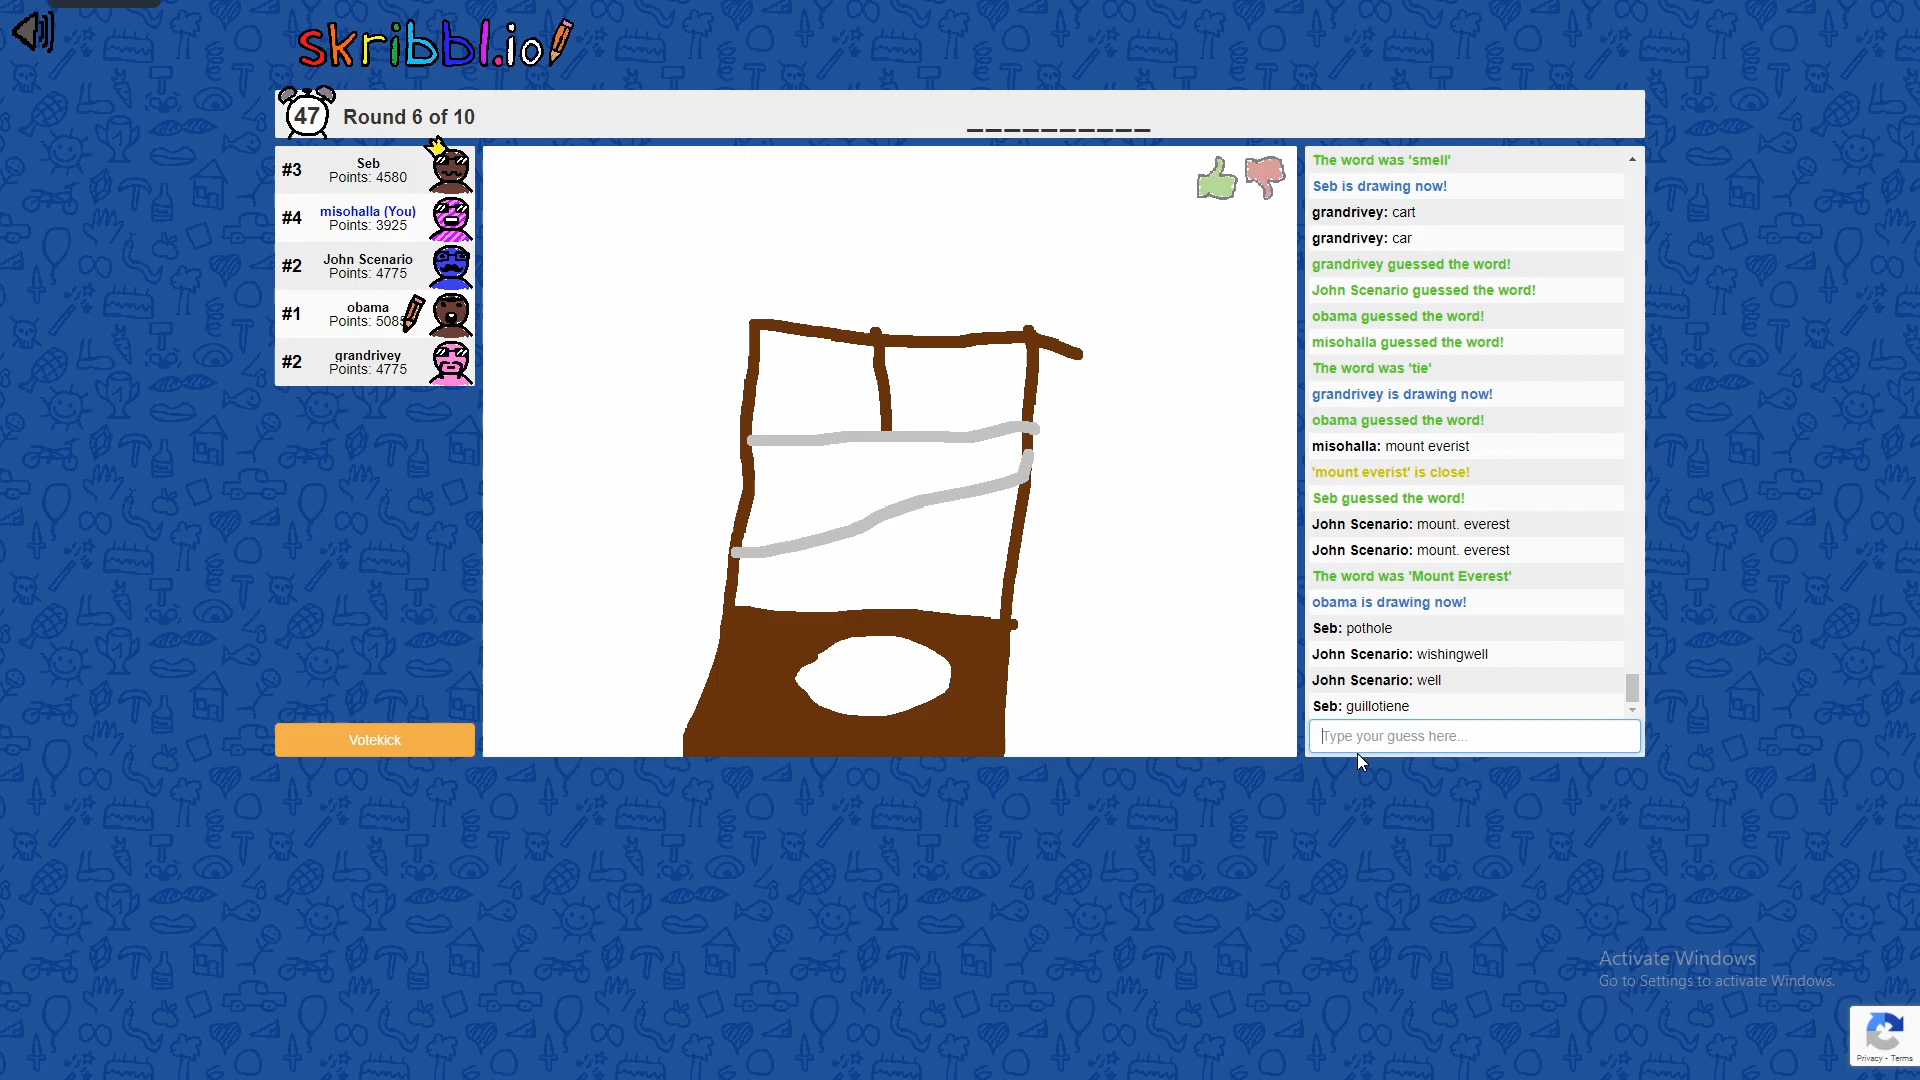 skribbl.io
47
Round 6 of 10
__________
#3
Seb
Points: 4580
#4
misohalla (You)
Points: 3925
#2
John Scenario
Points: 4775
#1
obama
Points: 5085
#2
grandrivey
Points: 4775
Votekick
The word was 'smell'
Seb is drawing now!
grandrivey: cart
grandrivey: car
grandrivey guessed the word!
John Scenario guessed the word!
obama guessed the word!
misohalla guessed the word!
The word was 'tie'
grandrivey is drawing now!
obama guessed the word!
misohalla: mount everist
'mount everist' is close!
Seb guessed the word!
John Scenario: mount. everest
John Scenario: mount. everest
The word was 'Mount Everest'
obama is drawing now!
Seb: pothole
John Scenario: wishingwell
John Scenario: well
Seb: guillotiene
Type your guess here...
Activate Windows
Go to Settings to activate Windows.
Privacy - Terms